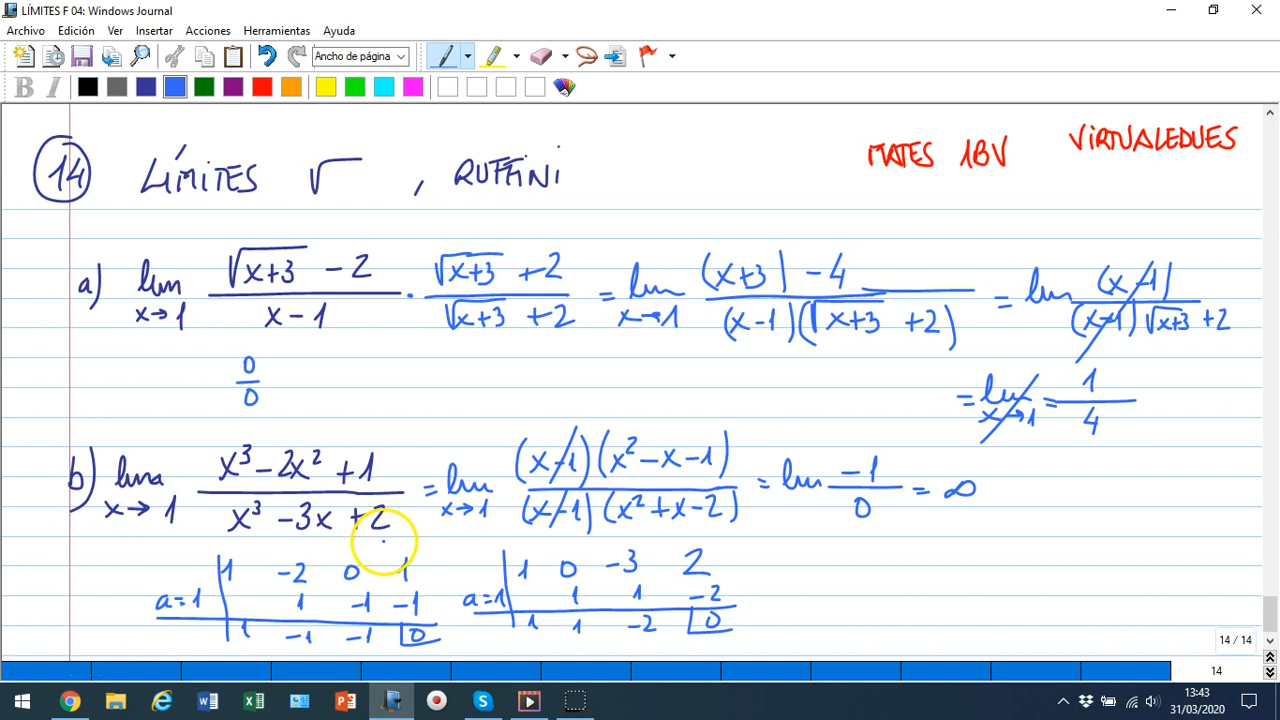 LÍMITES F 04: Windows Journal
Archivo Edición Ver Insertar Acciones Herramientas Ayuda
Ancho de página
B I
MATES 1BV VIRTUALEDUES
14 LÍMITES √ , RUFFINI
a) lim x→1 (√(x+3) - 2)/(x-1) · (√(x+3) + 2)/(√(x+3) + 2) = lim x→1 ((x+3) - 4)/((x-1)(√(x+3) + 2)) = lim (x-1)/((x-1) √(x+3) + 2)
0/0
= lim x→1 = 1/4
b) lim x→1 (x³ - 2x² + 1)/(x³ - 3x + 2) = lim x→1 ((x-1)(x² - x - 1))/((x-1)(x² + x - 2)) = lim -1/0 = ∞
1 -2 0 1
a=1 1 -1 -1
1 -1 -1 0
1 0 -3 2
a=1 1 1 -2
1 1 -2 0
14 / 14
14
13:43
31/03/2020